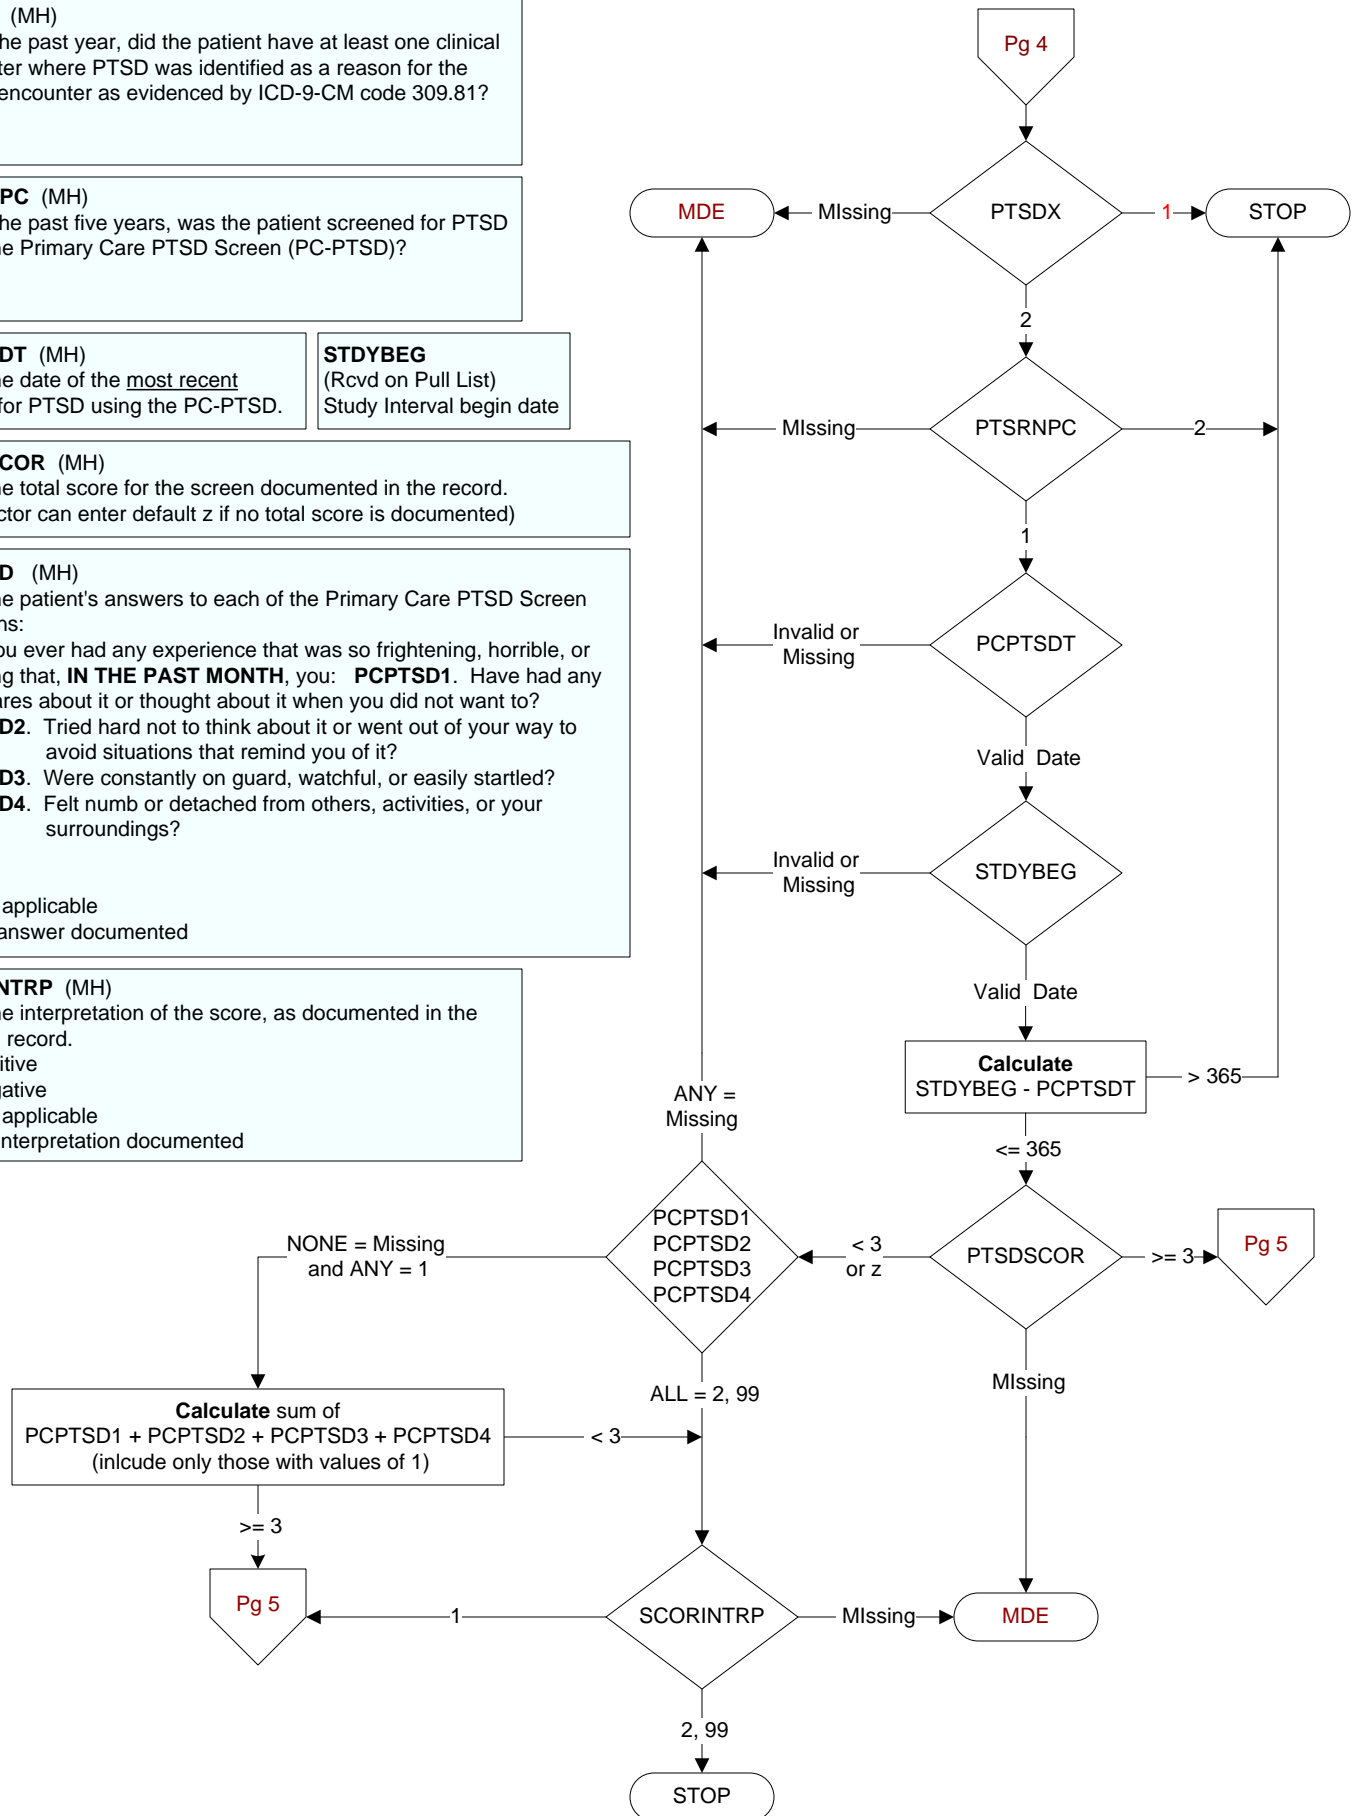 (MH)
he past year, did the patient have at least one clinical
ter where PTSD was identified as a reason for the
encounter as evidenced by ICD-9-CM code 309.81?
PC (MH)
he past five years, was the patient screened for PTSD
e Primary Care PTSD Screen (PC-PTSD)?
DT (MH)
e date of the most recent
for PTSD using the PC-PTSD.
STDYBEG
(Rcvd on Pull List)
Study Interval begin date
COR (MH)
e total score for the screen documented in the record.
ctor can enter default z if no total score is documented)
D (MH)
e patient's answers to each of the Primary Care PTSD Screen
ns:
ou ever had any experience that was so frightening, horrible, or
ng that, IN THE PAST MONTH, you: PCPTSD1. Have had any
ares about it or thought about it when you did not want to?
D2. Tried hard not to think about it or went out of your way to
avoid situations that remind you of it?
D3. Were constantly on guard, watchful, or easily startled?
D4. Felt numb or detached from others, activities, or your
surroundings?
applicable
answer documented
NTRP (MH)
e interpretation of the score, as documented in the
record.
itive
gative
applicable
interpretation documented
Pg 4
MDE
MIssing
PTSDX
1
STOP
2
MIssing
PTSRNPC
2
1
Invalid or
Missing
PCPTSDT
Valid Date
Invalid or
Missing
STDYBEG
Valid Date
Calculate
STDYBEG - PCPTSDT
> 365
<= 365
ANY =
Missing
PCPTSD1
PCPTSD2
PCPTSD3
PCPTSD4
< 3
or z
PTSDSCOR
>= 3
Pg 5
NONE = Missing
and ANY = 1
ALL = 2, 99
MIssing
Calculate sum of
PCPTSD1 + PCPTSD2 + PCPTSD3 + PCPTSD4
(inlcude only those with values of 1)
< 3
>= 3
Pg 5
1
SCORINTRP
MIssing
MDE
2, 99
STOP